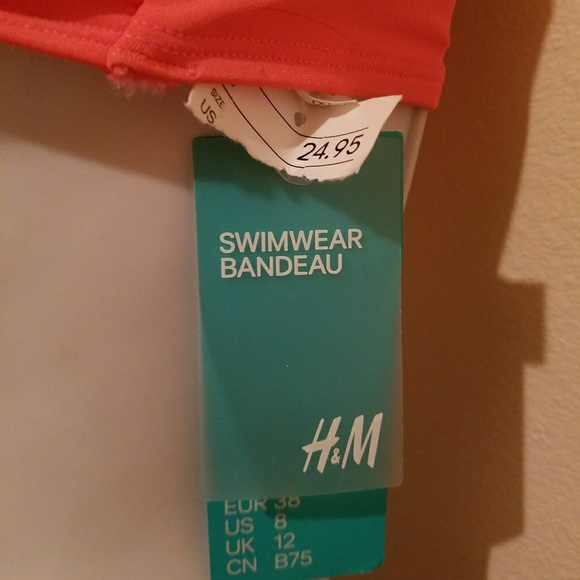 SIZE
US
24.95
SWIMWEAR
BANDEAU
H&M
EUR 38
US 8
UK 12
CN B75